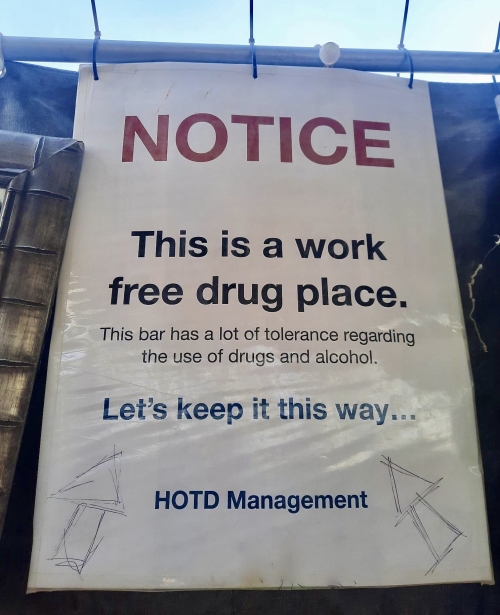 NOTICE
This is a work
free drug place.
This bar has a lot of tolerance regarding
the use of drugs and alcohol.
Let's keep it this way...
HOTD Management